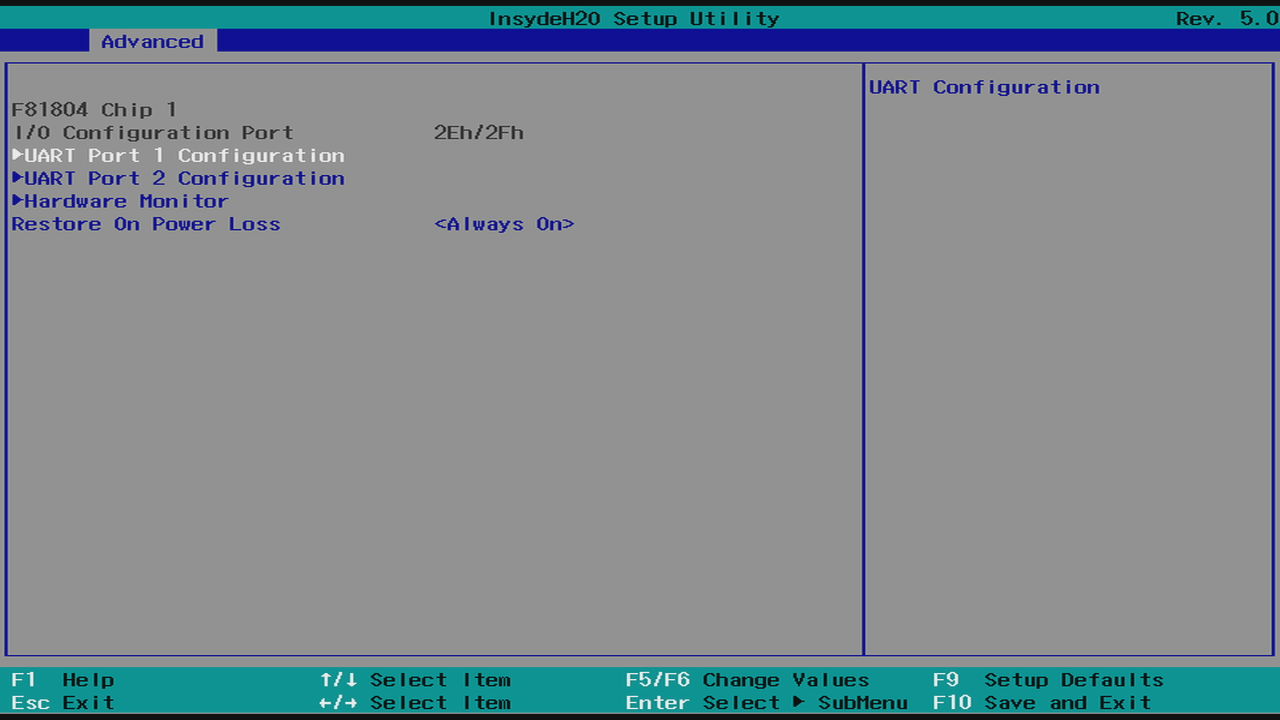 InsydeH20 Setup Utility Rev. 5.0
Advanced
UART Configuration
F81804 Chip 1
I/O Configuration Port 2Eh/2Fh
►UART Port 1 Configuration
►UART Port 2 Configuration
►Hardware Monitor
Restore On Power Loss <Always On>
F1 Help ↑/↓ Select Item F5/F6 Change Values F9 Setup Defaults
Esc Exit ←/→ Select Item Enter Select ► SubMenu F10 Save and Exit